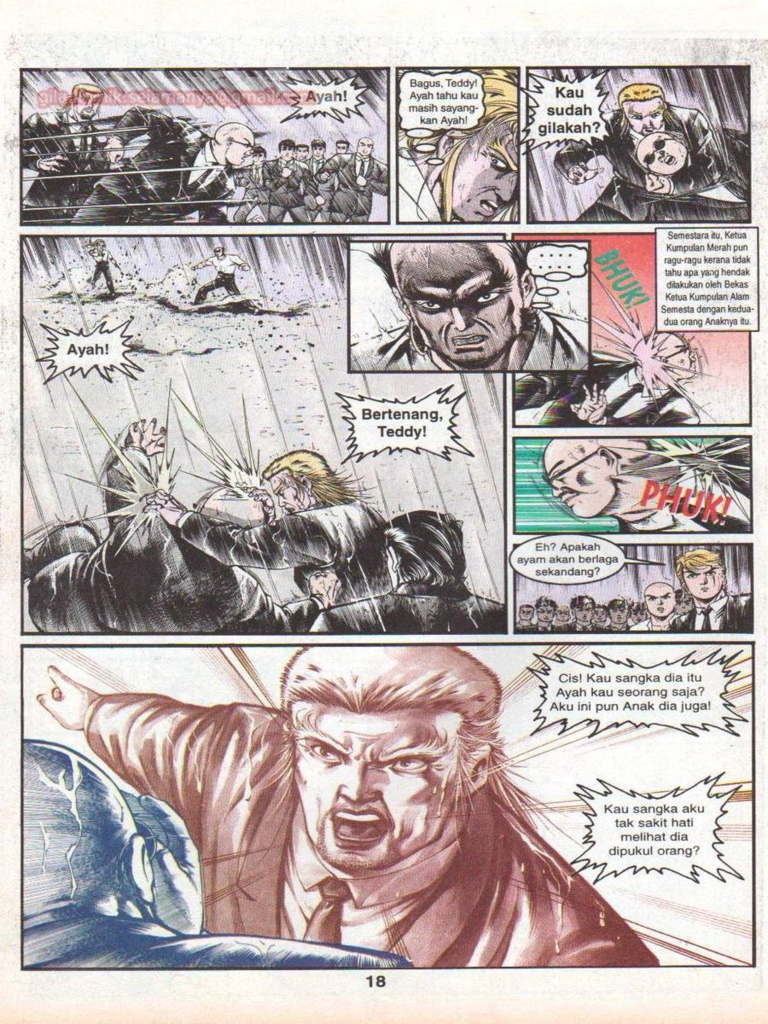 Ayah!
Bagus, Teddy!
Ayah tahu kau
masih sayang-
kan Ayah!
Kau
sudah
gilakah?
Ayah!
Bertenang,
Teddy!
....
Semestara itu, Ketua
Kumpulan Merah pun
ragu-ragu kerana tidak
tahu apa yang hendak
dilakukan oleh Bekas
Ketua Kumpulan Alam
Semesta dengan kedua-
dua orang Anaknya itu.
BHUK!
PHUK!
Eh? Apakah
ayam akan berlaga
sekandang?
Cis! Kau sangka dia itu
Ayah kau seorang saja?
Aku ini pun Anak dia juga!
Kau sangka aku
tak sakit hati
melihat dia
dipukul orang?
18